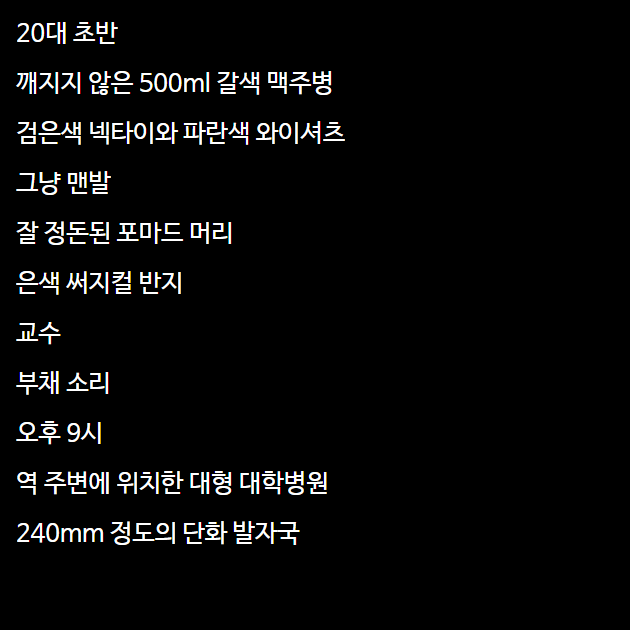 20대 초반
깨지지 않은 500ml 갈색 맥주병
검은색 넥타이와 파란색 와이셔츠
그냥 맨발
잘 정돈된 포마드 머리
은색 써지컬 반지
교수
부채 소리
오후 9시
역 주변에 위치한 대형 대학병원
240mm 정도의 단화 발자국